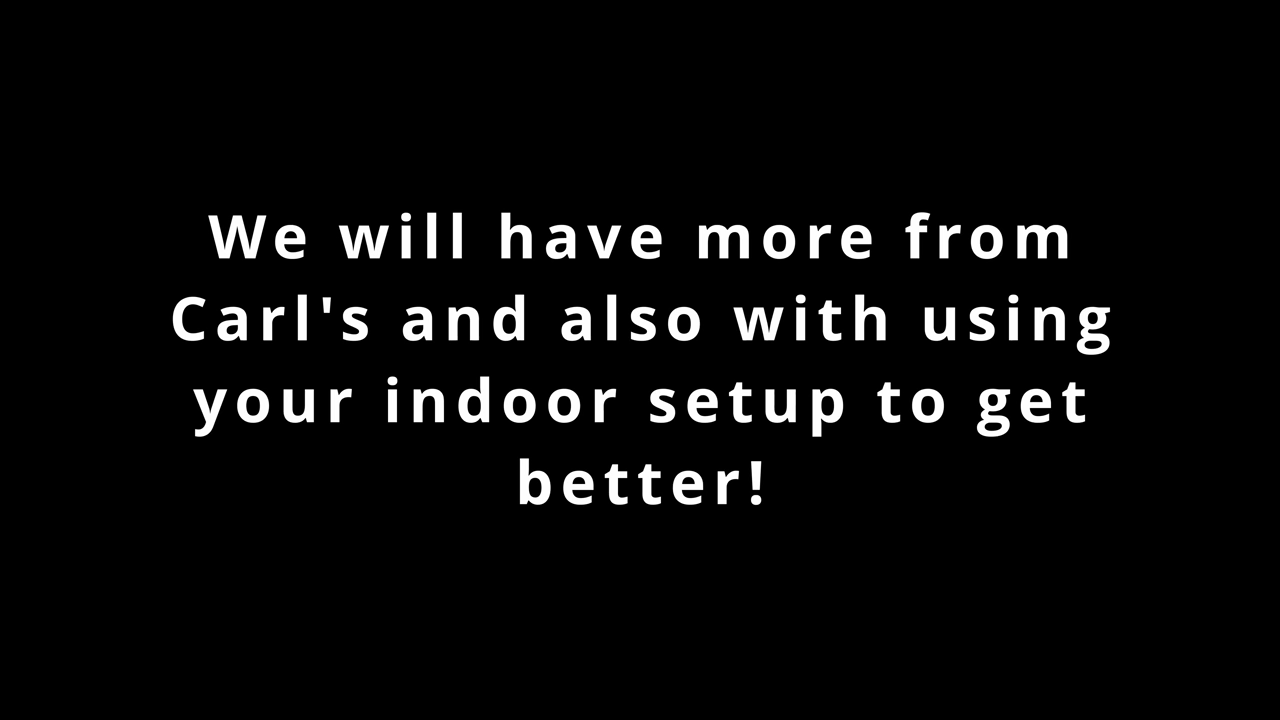 We will have more from
Carl's and also with using
your indoor setup to get
better!